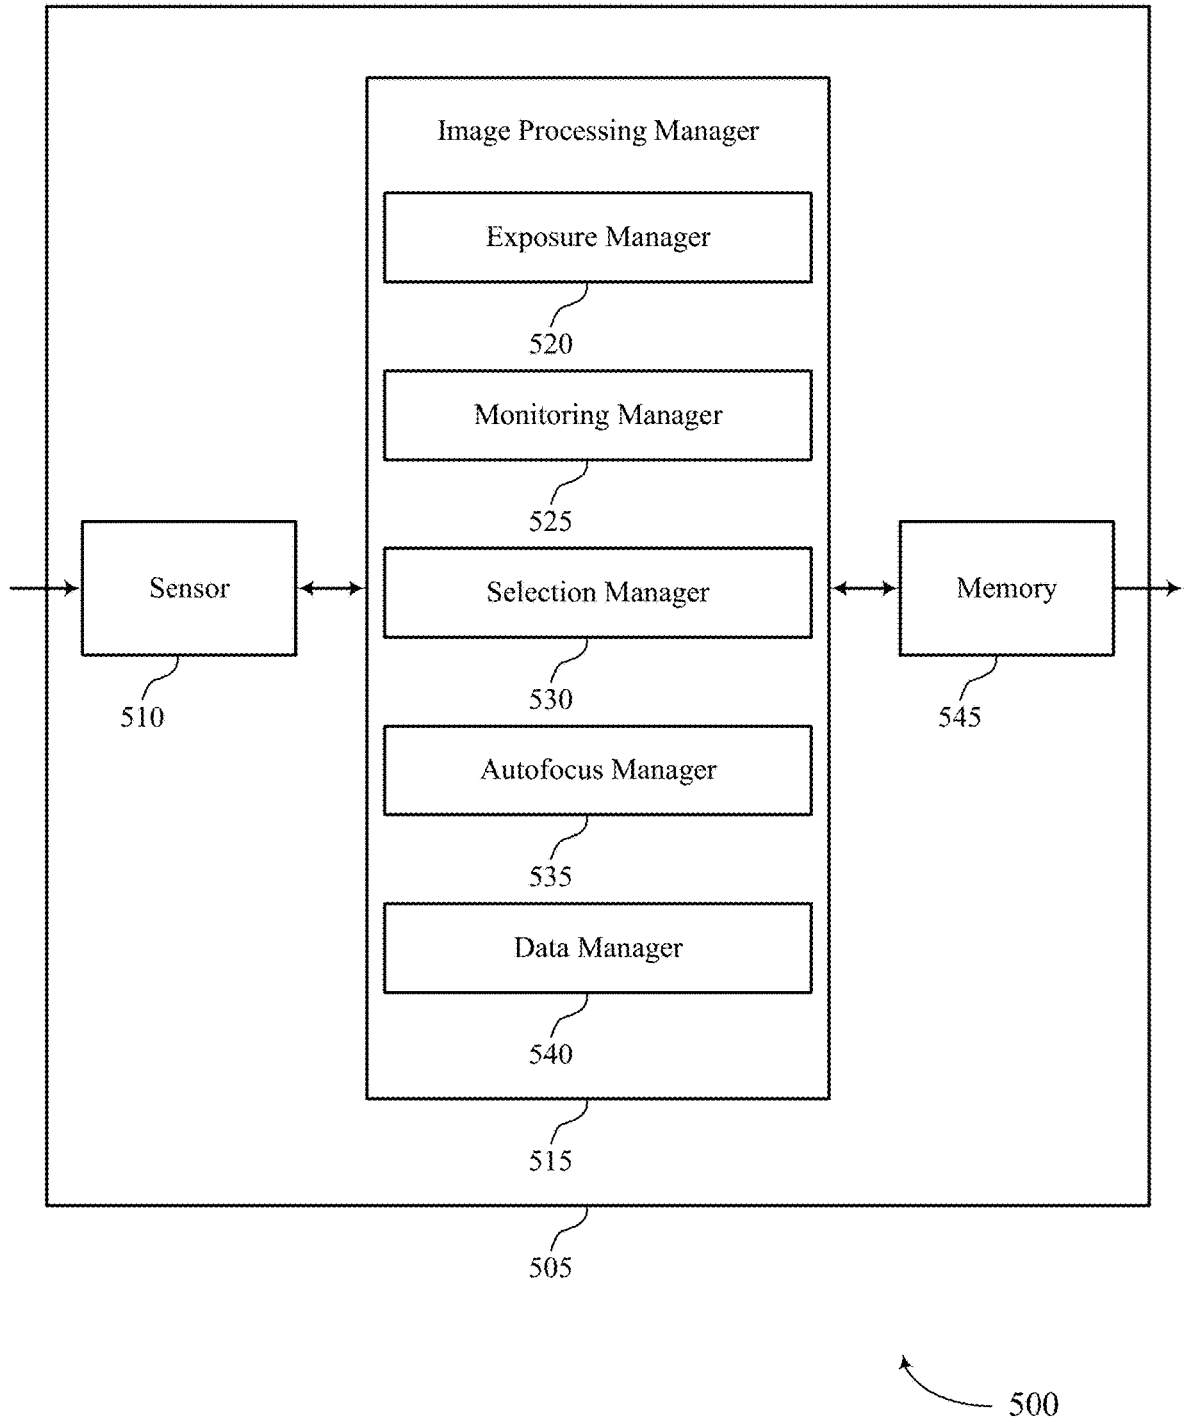 Image Processing Manager
Exposure Manager
520
Monitoring Manager
525
Sensor
510
Selection Manager
530
Memory
545
Autofocus Manager
535
Data Manager
540
515
505
500